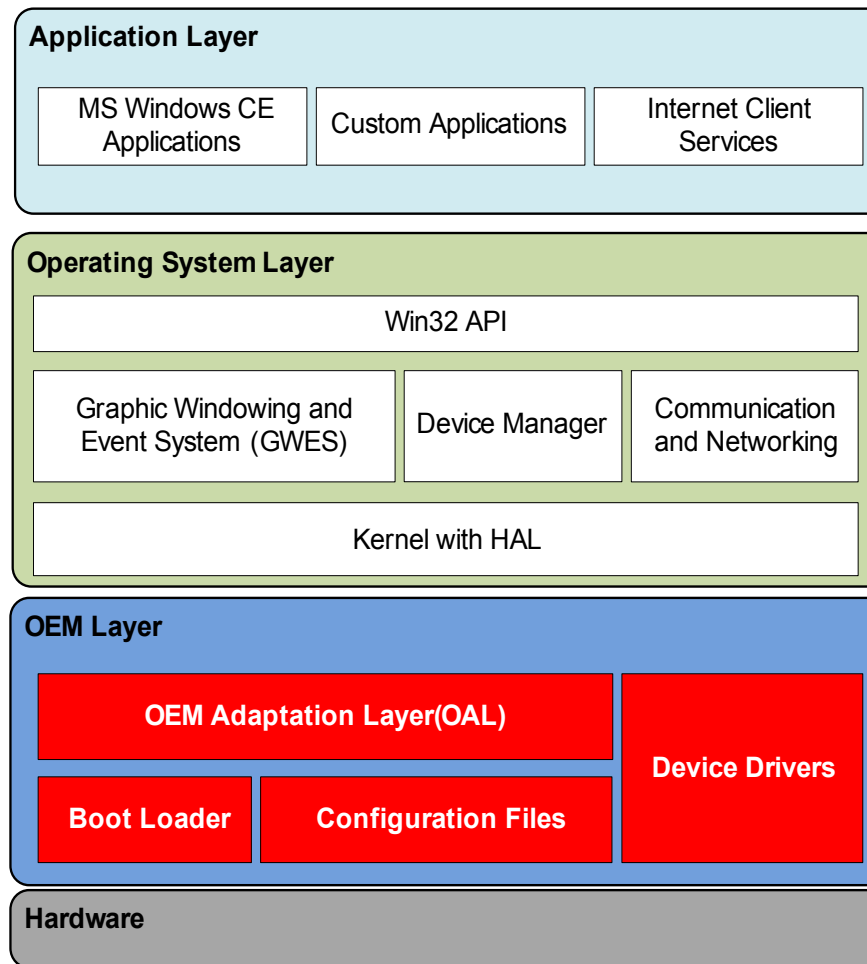 Application Layer
MS Windows CE
Applications
Custom Applications
Internet Client
Services
Operating System Layer
Win32 API
Graphic Windowing and
Event System (GWES)
Device Manager
Communication
and Networking
Kernel with HAL
OEM Layer
OEM Adaptation Layer(OAL)
Device Drivers
Boot Loader
Configuration Files
Hardware